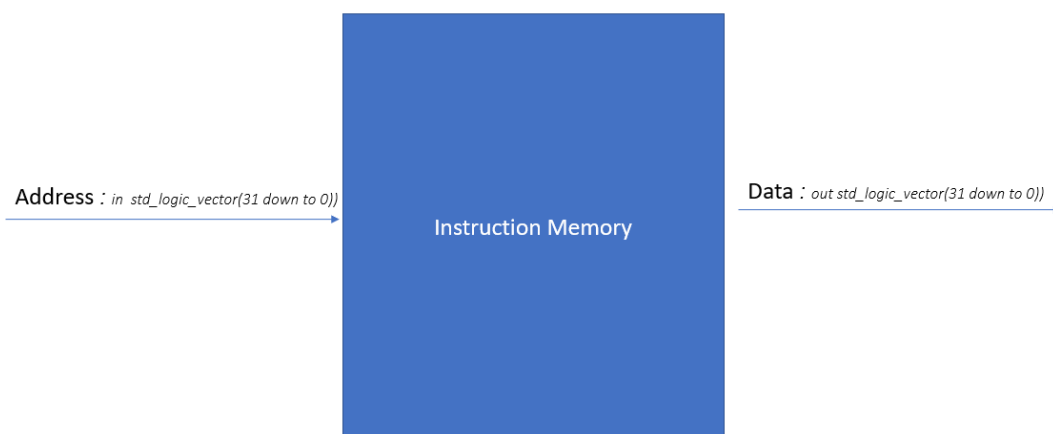 Address : in std_logic_vector(31 down to 0))
Instruction Memory
Data : out std_logic_vector(31 down to 0))